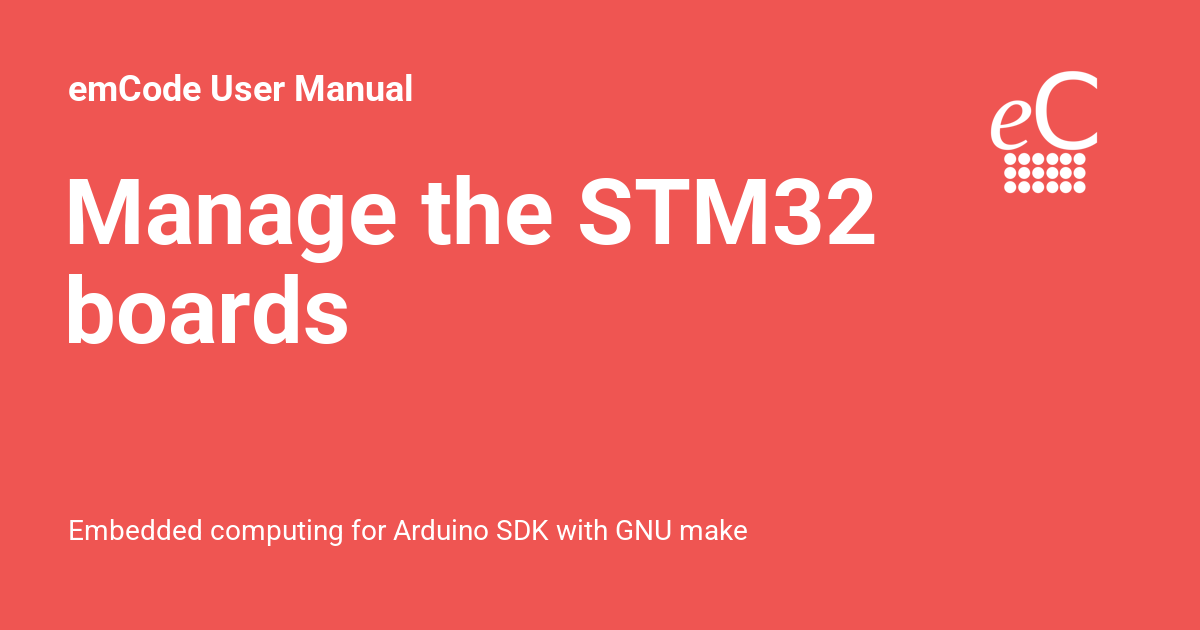 emCode User Manual
eC
Manage the STM32
boards
Embedded computing for Arduino SDK with GNU make